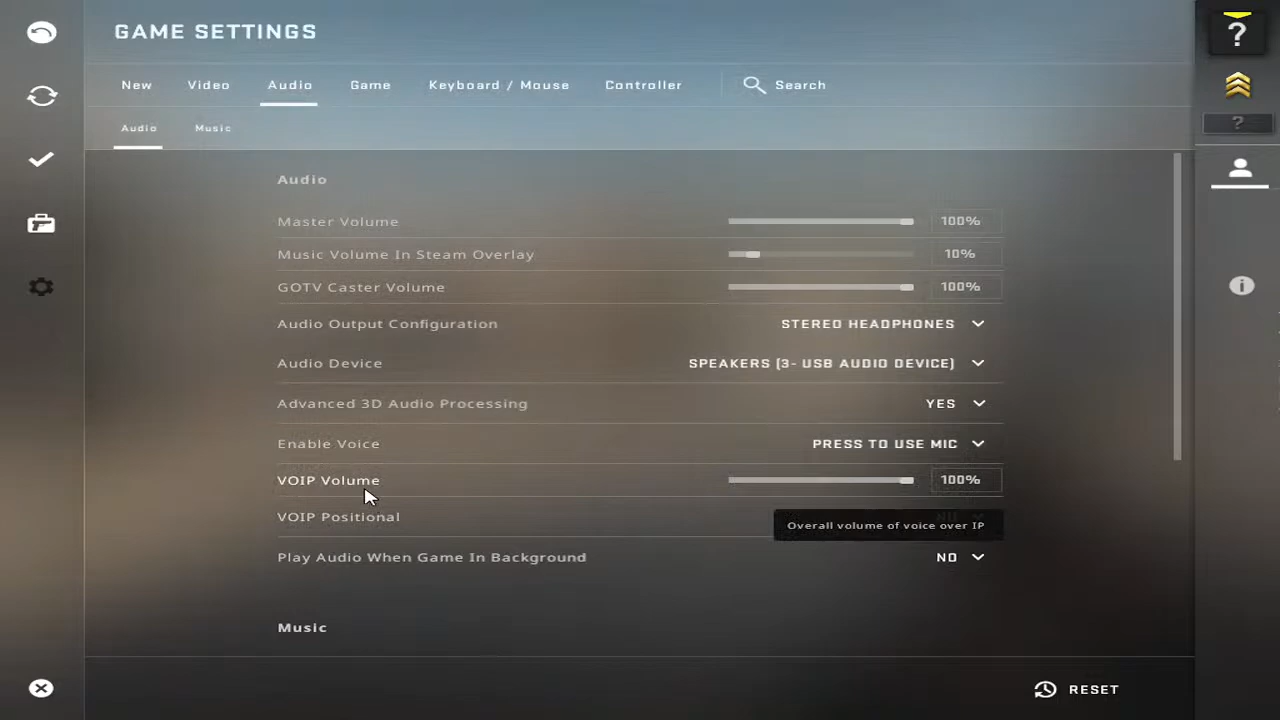 GAME SETTINGS
?
New Video Audio Game Keyboard / Mouse Controller Search
?
Audio Music
Audio
Master Volume 100%
Music Volume In Steam Overlay 10%
GOTV Caster Volume 100%
Audio Output Configuration STEREO HEADPHONES
Audio Device SPEAKERS (3- USB AUDIO DEVICE)
Advanced 3D Audio Processing YES
Enable Voice PRESS TO USE MIC
VOIP Volume 100%
VOIP Positional NO
Overall volume of voice over IP
Play Audio When Game In Background NO
Music
RESET